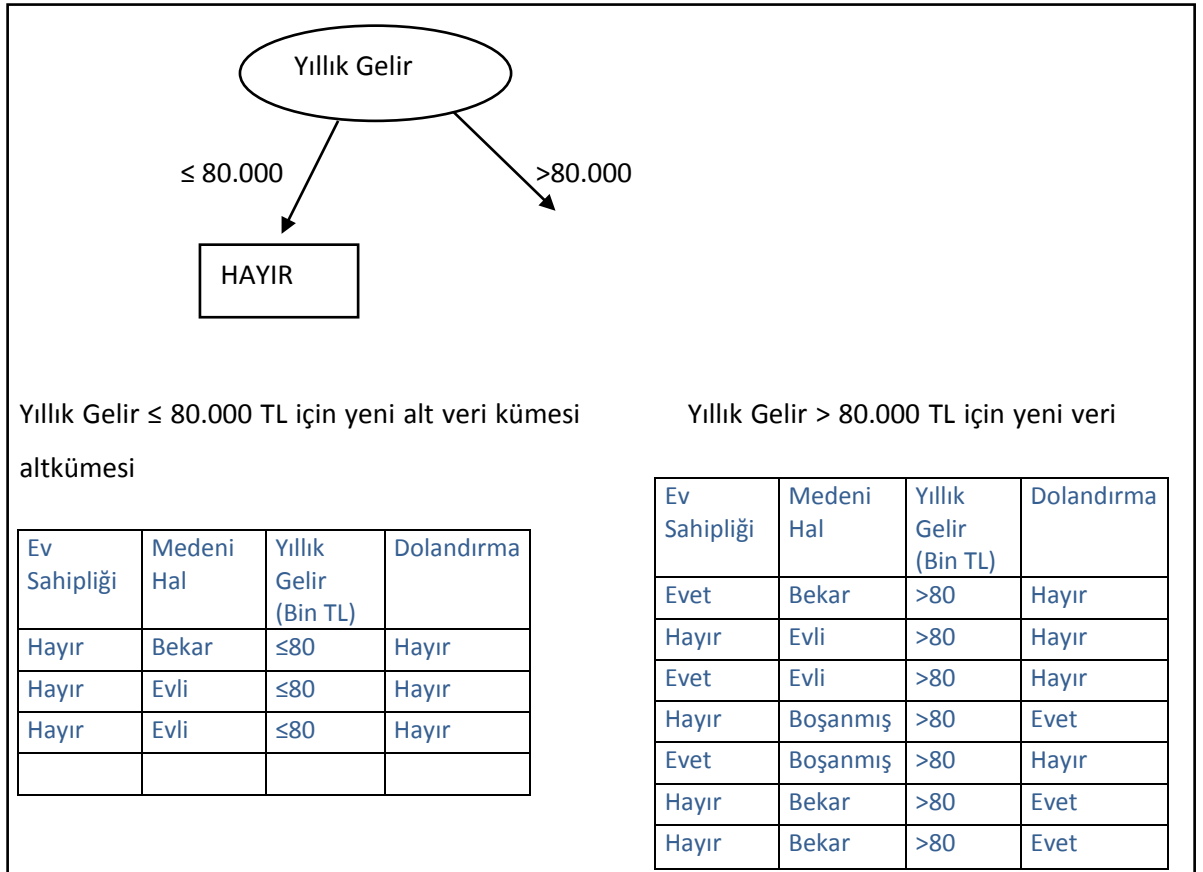 Yıllık Gelir
≤ 80.000
>80.000
HAYIR
Yıllık Gelir ≤ 80.000 TL için yeni alt veri kümesi
Yıllık Gelir > 80.000 TL için yeni veri
altkümesi
Ev Sahipliği Medeni Hal Yıllık Gelir (Bin TL) Dolandırma
Hayır Bekar ≤80 Hayır
Hayır Evli ≤80 Hayır
Hayır Evli ≤80 Hayır
Ev Sahipliği Medeni Hal Yıllık Gelir (Bin TL) Dolandırma
Evet Bekar >80 Hayır
Hayır Evli >80 Hayır
Evet Evli >80 Hayır
Hayır Boşanmış >80 Evet
Evet Boşanmış >80 Hayır
Hayır Bekar >80 Evet
Hayır Bekar >80 Evet